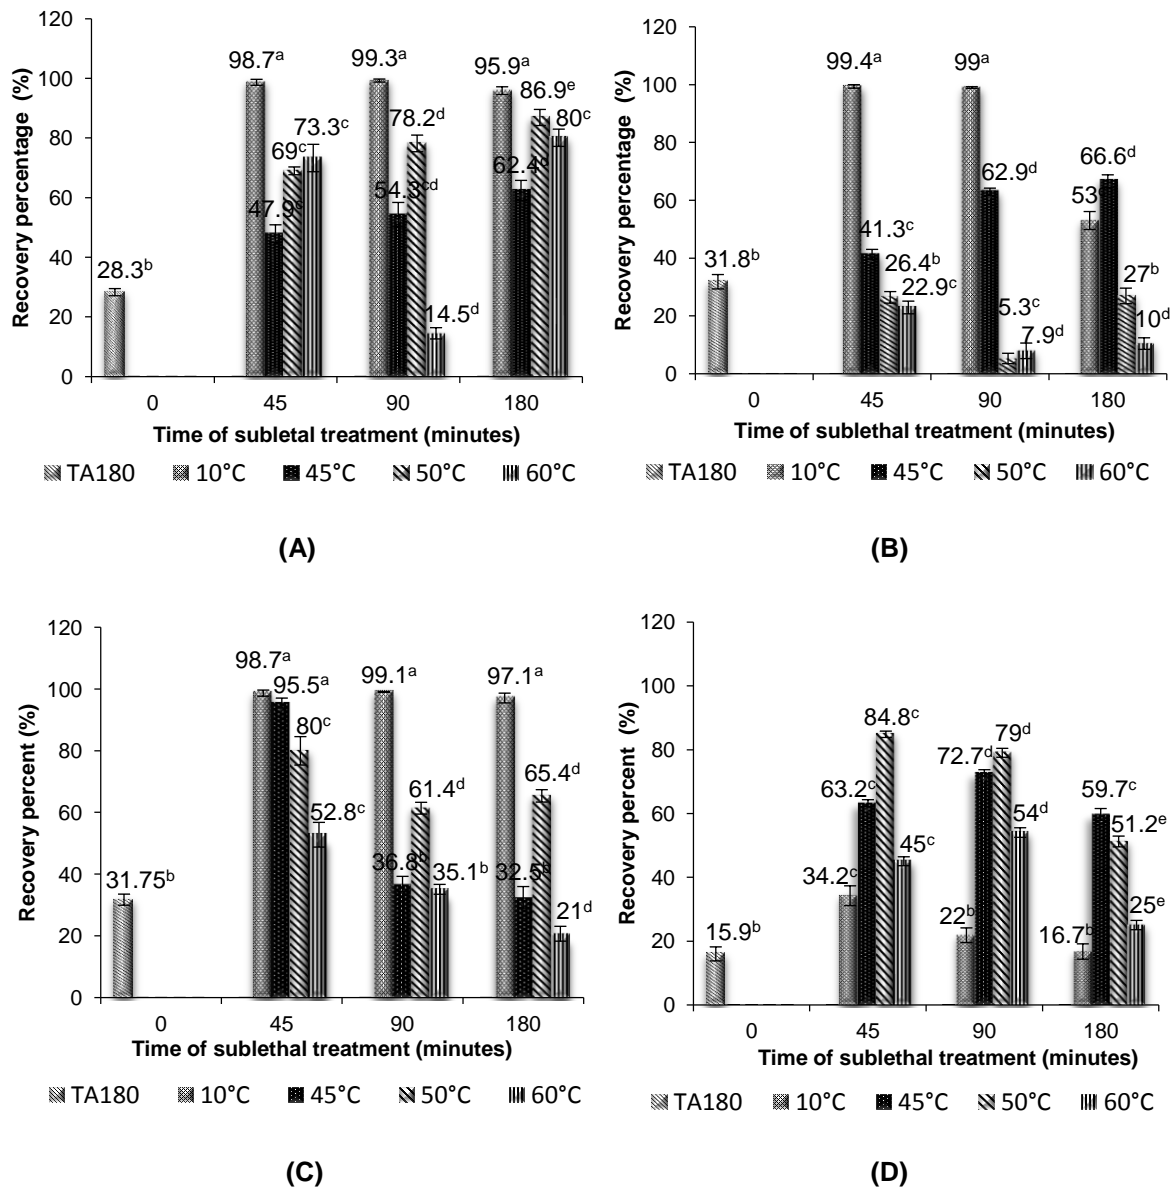 120
100
80
60
40
20
0
Recovery percentage (%)
28.3ᵇ
98.7ᵃ
47.9ᶜ
69ᶜ
73.3ᶜ
99.3ᵃ
54.3ᶜᵈ
78.2ᵈ
14.5ᵈ
95.9ᵃ
62.4ᵈ
86.9ᵉ
80ᶜ
0 45 90 180
Time of subletal treatment (minutes)
TA180 10°C 45°C 50°C 60°C
(A)
120
100
80
60
40
20
0
Recovery percentage (%)
31.8ᵇ
99.4ᵃ
41.3ᶜ
26.4ᵇ
22.9ᶜ
99ᵃ
62.9ᵈ
5.3ᶜ
7.9ᵈ
53ᶜ
66.6ᵈ
27ᵇ
10ᵈ
0 45 90 180
Time of sublethal treatment (minutes)
TA180 10°C 45°C 50°C 60°C
(B)
120
100
80
60
40
20
0
Recovery percent (%)
31.75ᵇ
98.7ᵃ
95.5ᵃ
80ᶜ
52.8ᶜ
99.1ᵃ
36.8ᵇ
61.4ᵈ
35.1ᵇ
97.1ᵃ
32.5ᵇ
65.4ᵈ
21ᵈ
0 45 90 180
Time of sublethal treatment (minutes)
TA180 10°C 45°C 50°C 60°C
(C)
120
100
80
60
40
20
0
Recovery percent (%)
15.9ᵇ
34.2ᶜ
63.2ᶜ
84.8ᶜ
45ᶜ
22ᵇ
72.7ᵈ
79ᵈ
54ᵈ
16.7ᵇ
59.7ᶜ
51.2ᵉ
25ᵉ
0 45 90 180
Time of sublethal treatment (minutes)
TA180 10°C 45°C 50°C 60°C
(D)